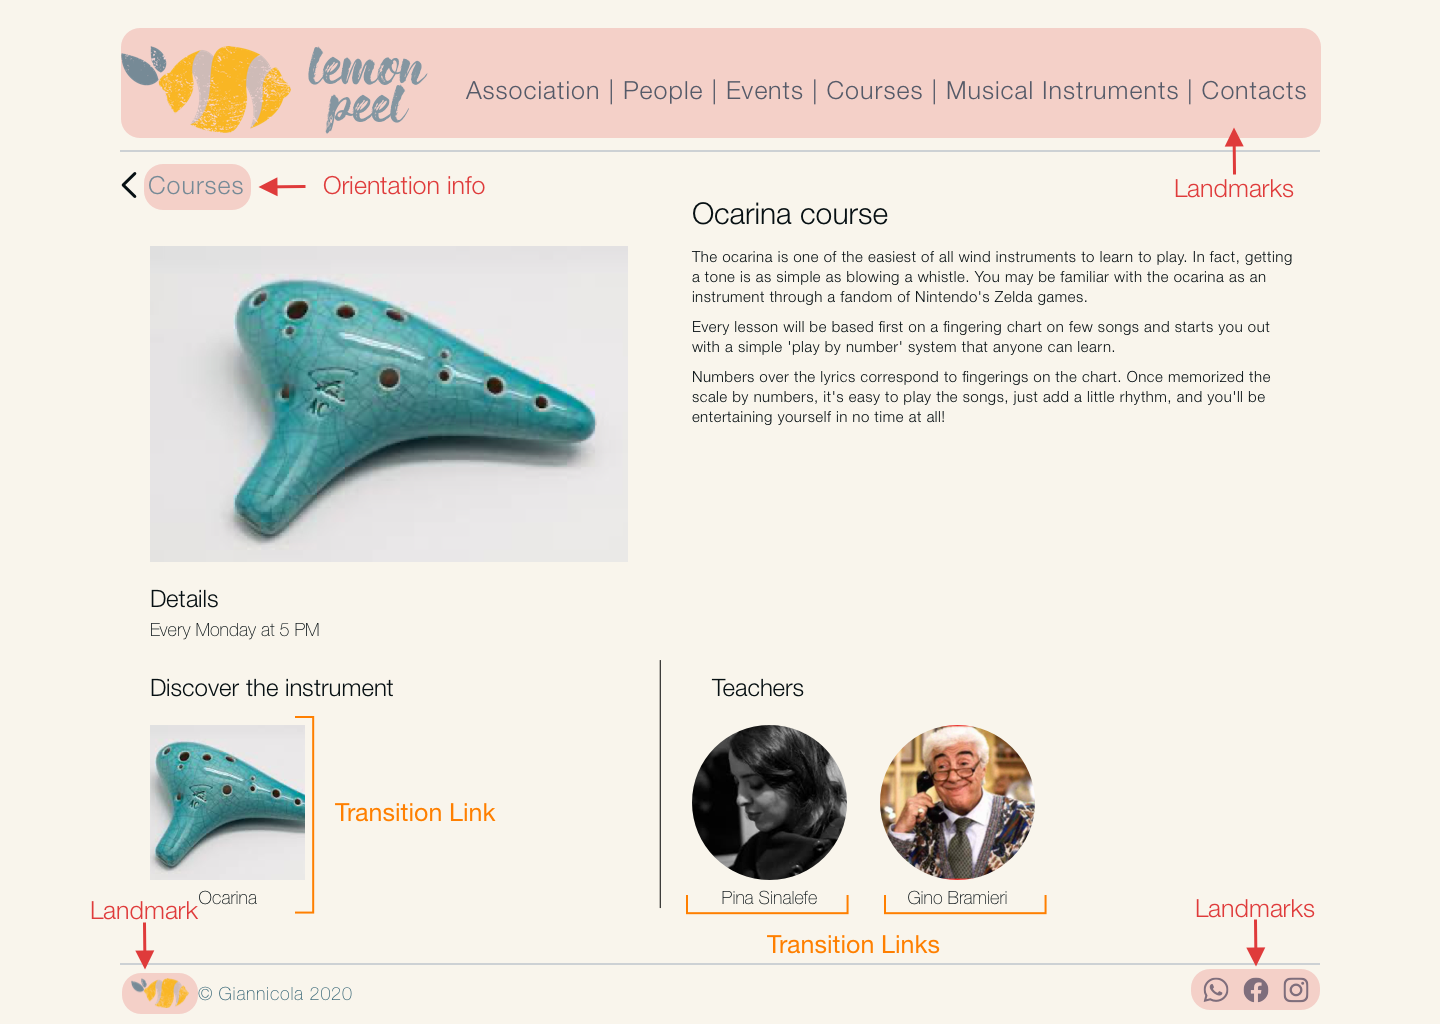 lemon
peel
Association | People | Events | Courses | Musical Instruments | Contacts
Courses
Orientation info
Landmarks
Ocarina course
The ocarina is one of the easiest of all wind instruments to learn to play. In fact, getting
a tone is as simple as blowing a whistle. You may be familiar with the ocarina as an
instrument through a fandom of Nintendo's Zelda games.
Every lesson will be based first on a fingering chart on few songs and starts you out
with a simple 'play by number' system that anyone can learn.
Numbers over the lyrics correspond to fingerings on the chart. Once memorized the
scale by numbers, it's easy to play the songs, just add a little rhythm, and you'll be
entertaining yourself in no time at all!
Details
Every Monday at 5 PM
Discover the instrument
Transition Link
Ocarina
Teachers
Pina Sinalefe
Gino Bramieri
Transition Links
Landmark
Landmarks
© Giannicola 2020